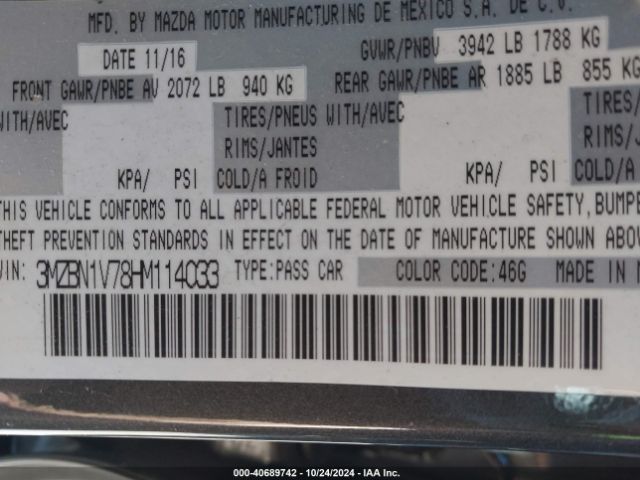 MFD. BY MAZDA MOTOR MANUFACTURING DE MEXICO S.A. DE C.V.
DATE 11/16 GVWR/PNBV 3942 LB 1788 KG
FRONT GAWR/PNBE AV 2072 LB 940 KG REAR GAWR/PNBE AR 1885 LB 855 KG
WITH/AVEC TIRES/PNEUS WITH/AVEC TIRES/
RIMS/JANTES RIMS/J
KPA/ PSI COLD/A FROID KPA/ PSI COLD/A
THIS VEHICLE CONFORMS TO ALL APPLICABLE FEDERAL MOTOR VEHICLE SAFETY, BUMPE
THEFT PREVENTION STANDARDS IN EFFECT ON THE DATE OF MANUFACTURE SHOWN ABOV
VIN: 3MZBN1V78HM114033 TYPE:PASS CAR COLOR CODE:46G MADE IN M
000-40689742 / 10/24/2024 - IAA Inc.